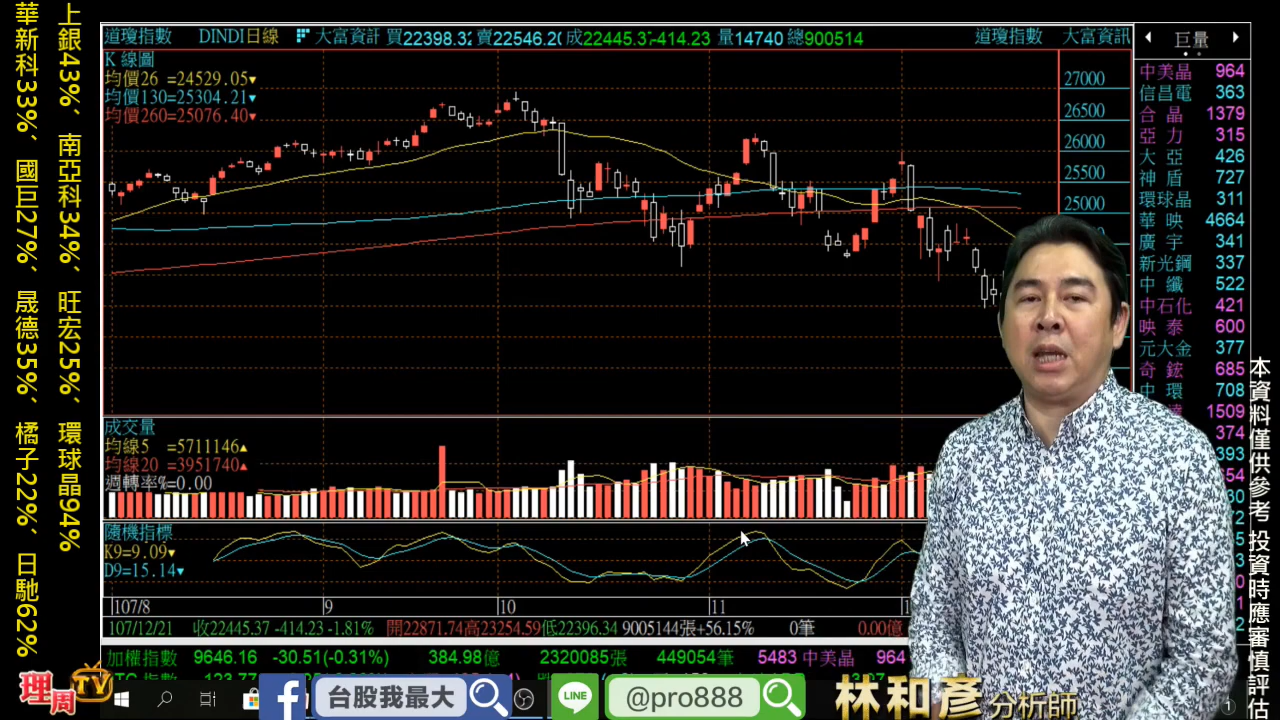 上銀43%、南亞科34%、旺宏25%、環球晶94%
華新科33%、國巨27%、晟德35%、橘子22%、日馳62%
道瓊指數 DINDI日線 大富資訊 買22398.32 賣22546.20 成22445.37 -414.23 量14740 總900514 道瓊指數 大富資訊
K 線圖
均價26 =24529.05▼
均價130=25304.21▼
均價260=25076.40▼
27000
26500
26000
25500
25000
成交量
均線5 =5711146▲
均線20 =3951740▲
週轉率%=0.00
隨機指標
K9=9.09▼
D9=15.14▼
107/8 9 10 11
107/12/21 收22445.37 -414.23 -1.81% 開22871.74高23254.59低22396.34 9005144張+56.15% 0筆 0.00億
加權指數 9646.16 -30.51(-0.31%) 384.98億 2320085張 449054筆 5483 中美晶 964
巨量
中美晶 964
信昌電 363
合晶 1379
亞力 315
大亞 426
神盾 727
環球晶 311
華映 4664
廣宇 341
新光鋼 337
中纖 522
中石化 421
映泰 600
元大金 377
奇鋐 685
中環 708
1509
374
393
本資料僅供參考 投資時應審慎評估
理周TV
台股我最大
LINE
@pro888
林和彥 分析師